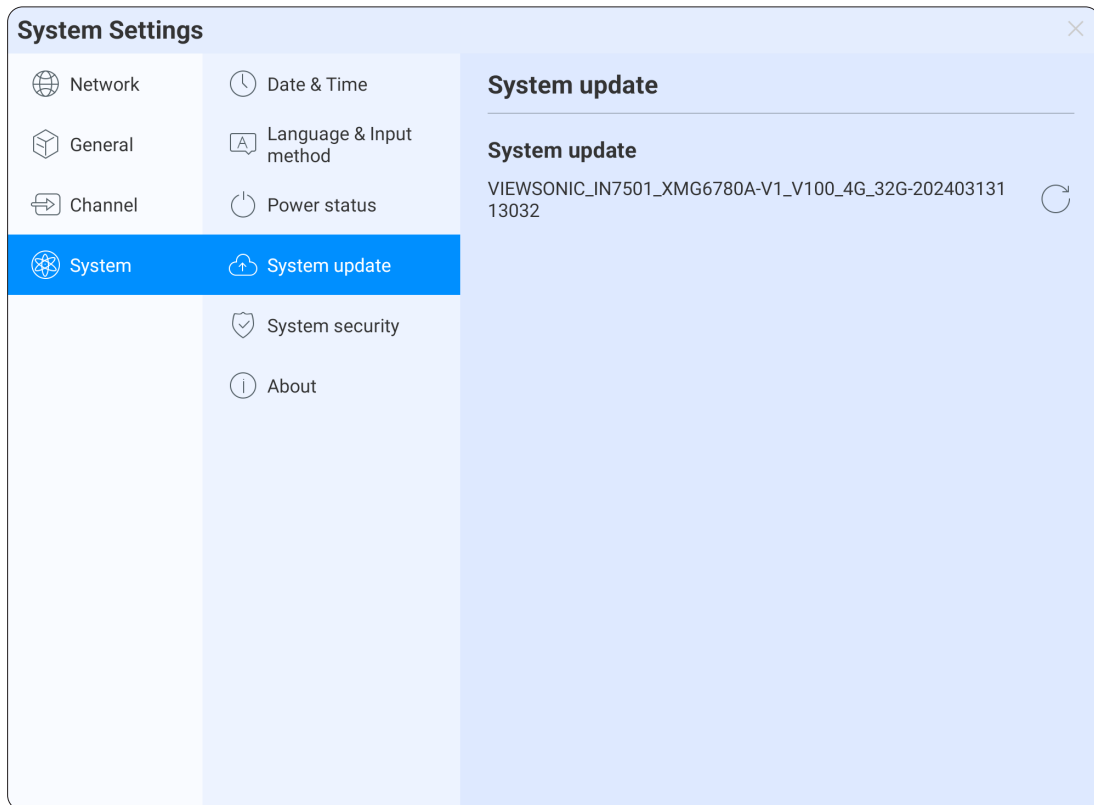 System Settings
Network
General
Channel
System
Date & Time
Language & Input
method
Power status
System update
System security
About
System update
System update
VIEWSONIC_IN7501_XMG6780A-V1_V100_4G_32G-202403131
13032